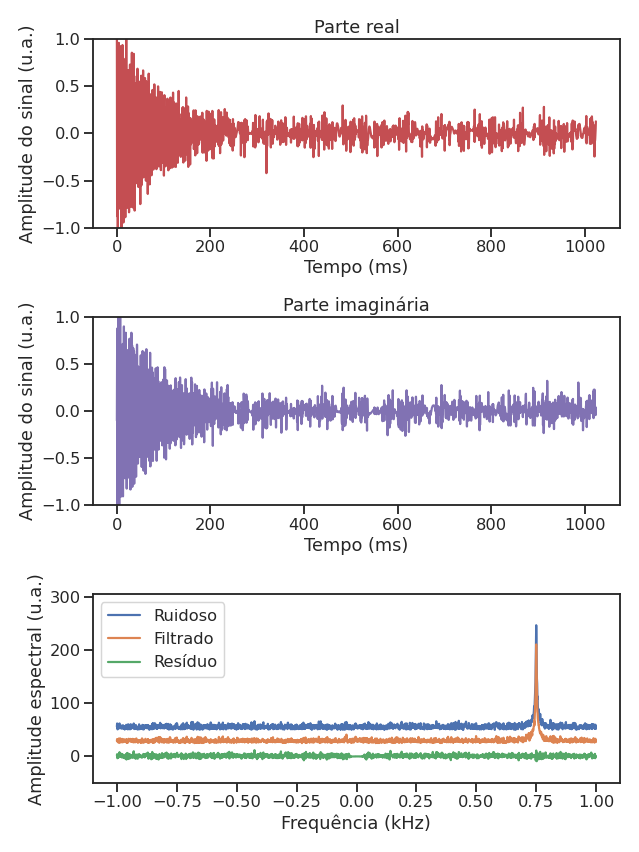 Parte real
Amplitude do sinal (u.a.)
1.0
0.5
0.0
−0.5
−1.0
0 200 400 600 800 1000
Tempo (ms)
Parte imaginária
Amplitude do sinal (u.a.)
1.0
0.5
0.0
−0.5
−1.0
0 200 400 600 800 1000
Tempo (ms)
Amplitude espectral (u.a.)
300
200
100
0
Ruidoso
Filtrado
Resíduo
−1.00 −0.75 −0.50 −0.25 0.00 0.25 0.50 0.75 1.00
Frequência (kHz)